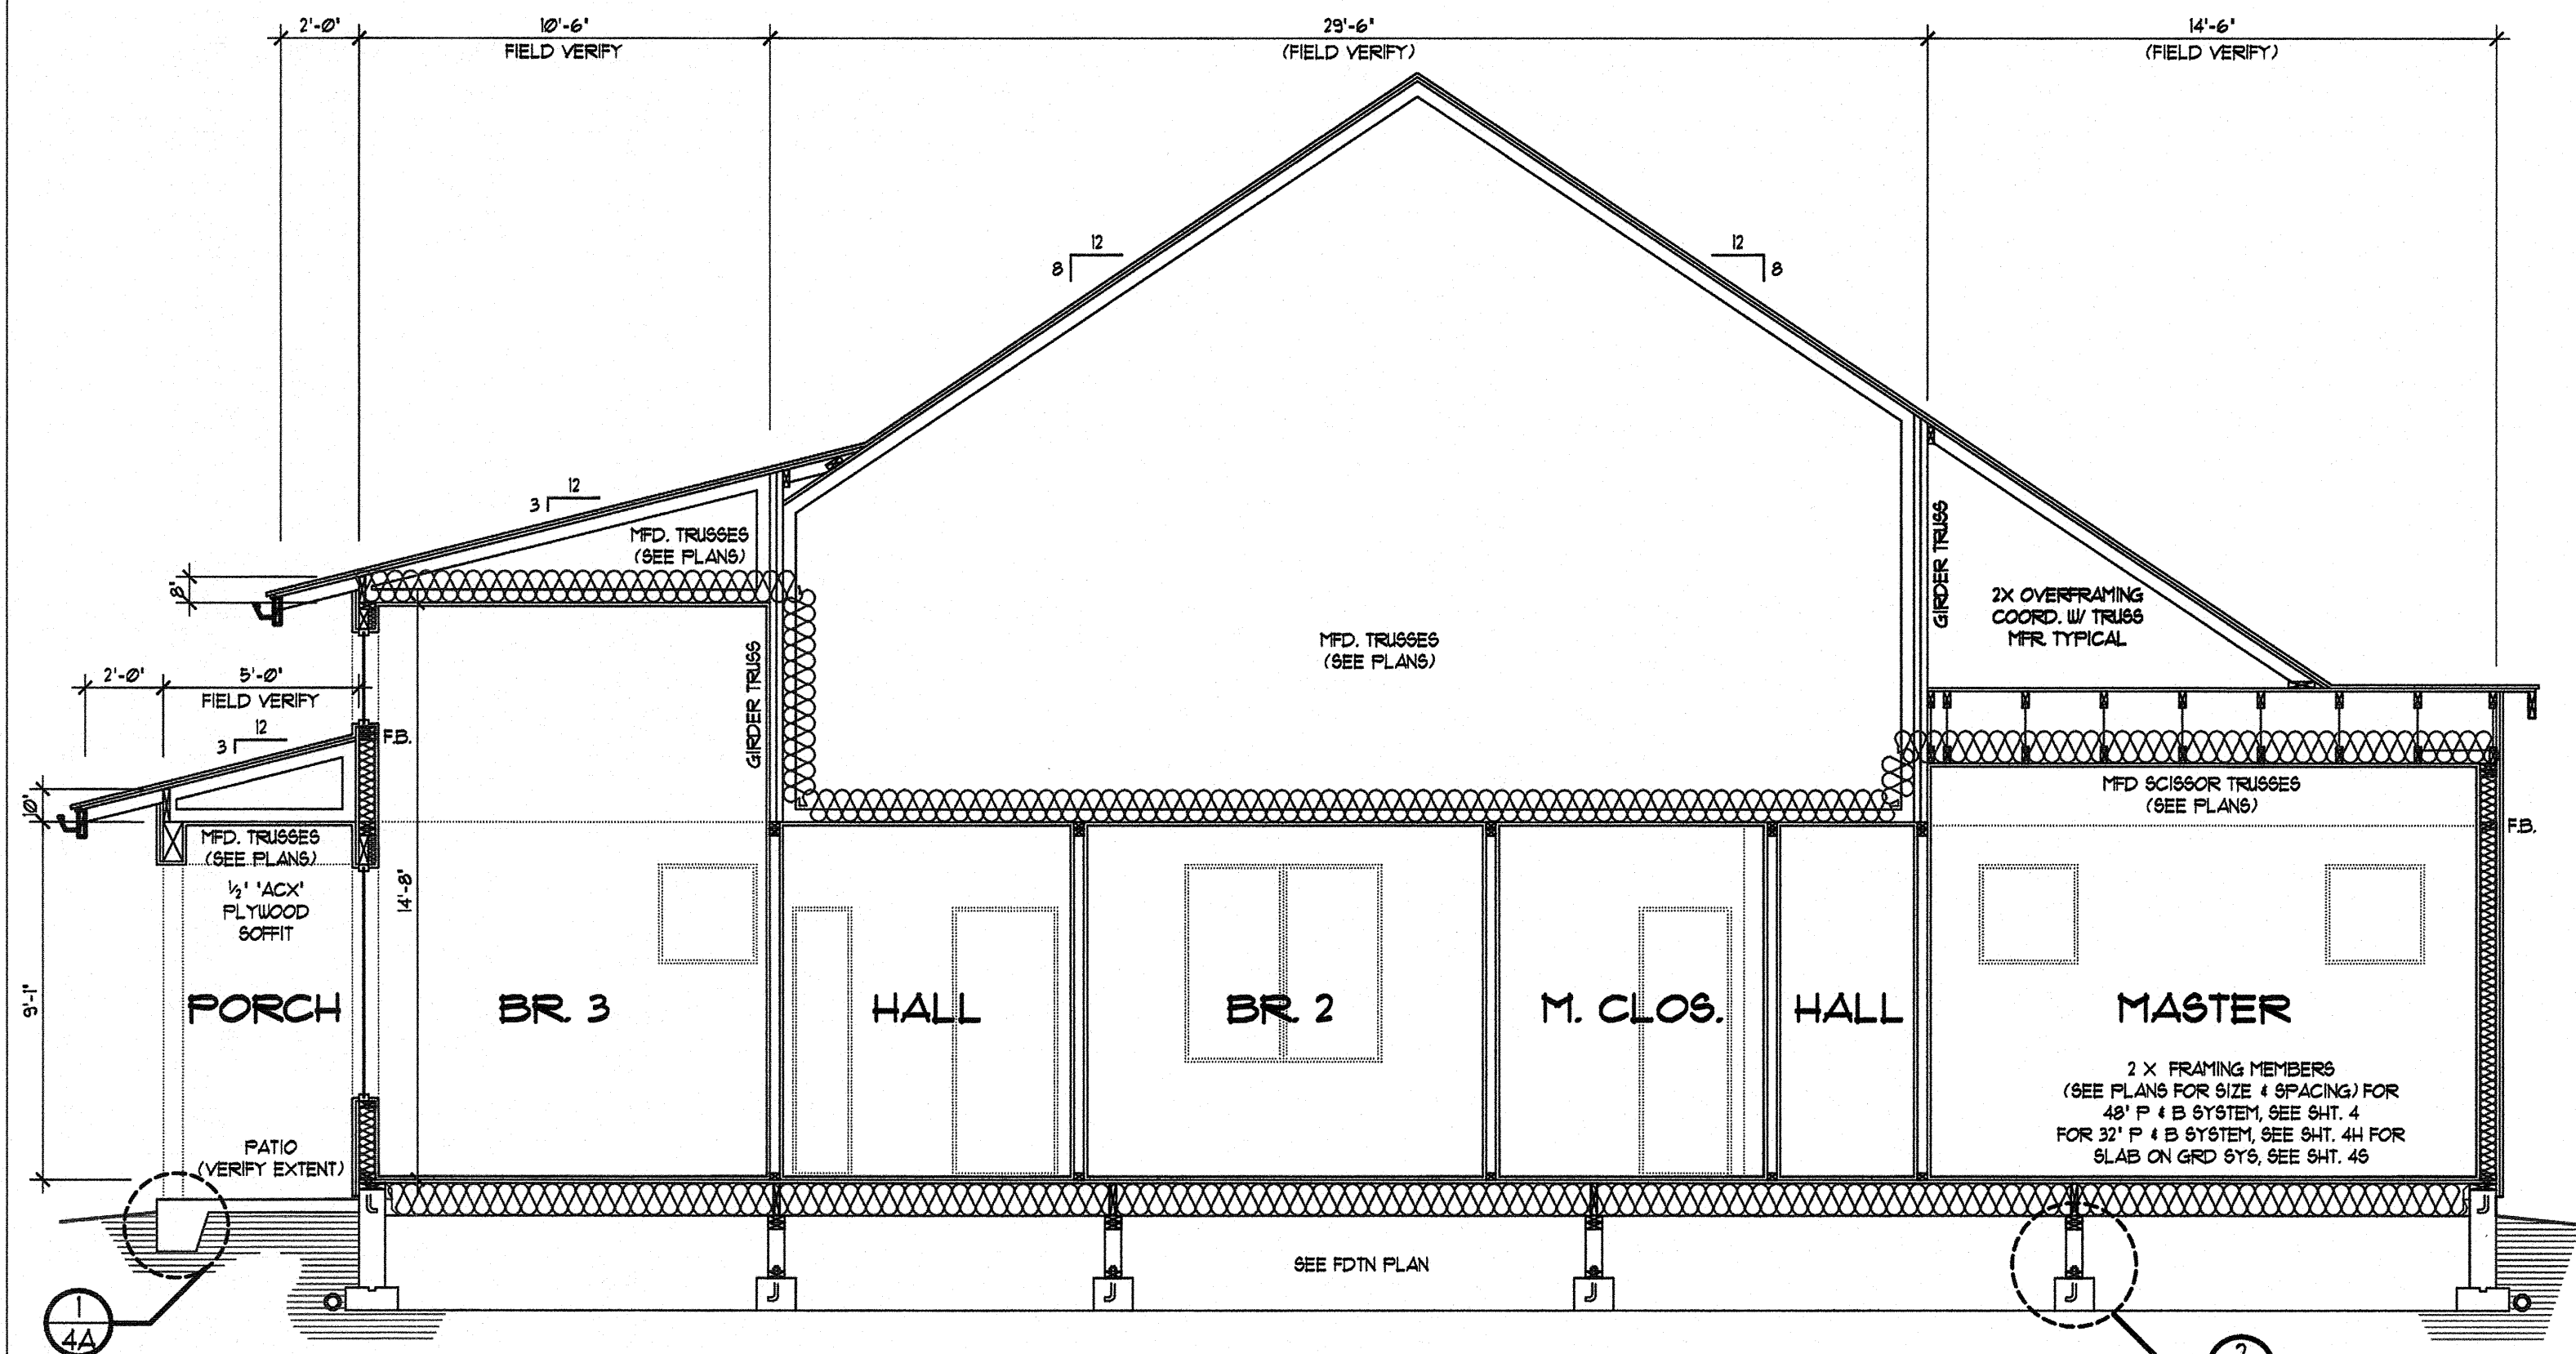 2'-0" 10'-6" 29'-6" 14'-6"
FIELD VERIFY (FIELD VERIFY) (FIELD VERIFY)
12 12
8 8
12
3
MFD. TRUSSES
(SEE PLANS)
8"
GIRDER TRUSS
2X OVERFRAMING
COORD. W/ TRUSS
MFR. TYPICAL
MFD. TRUSSES
(SEE PLANS)
GIRDER TRUSS
2'-0" 5'-0"
FIELD VERIFY
12
3
F.B.
10"
MFD SCISSOR TRUSSES
(SEE PLANS)
F.B.
MFD. TRUSSES
(SEE PLANS)
1/2" 'ACX'
PLYWOOD
SOFFIT
14'-8"
9'-1"
PORCH BR. 3 HALL BR. 2 M. CLOS. HALL MASTER
2 X FRAMING MEMBERS
(SEE PLANS FOR SIZE & SPACING) FOR
48" P & B SYSTEM, SEE SHT. 4
FOR 32" P & B SYSTEM, SEE SHT. 4H FOR
SLAB ON GRD SYS, SEE SHT. 4S
PATIO
(VERIFY EXTENT)
SEE FDTN PLAN
1
4A
2